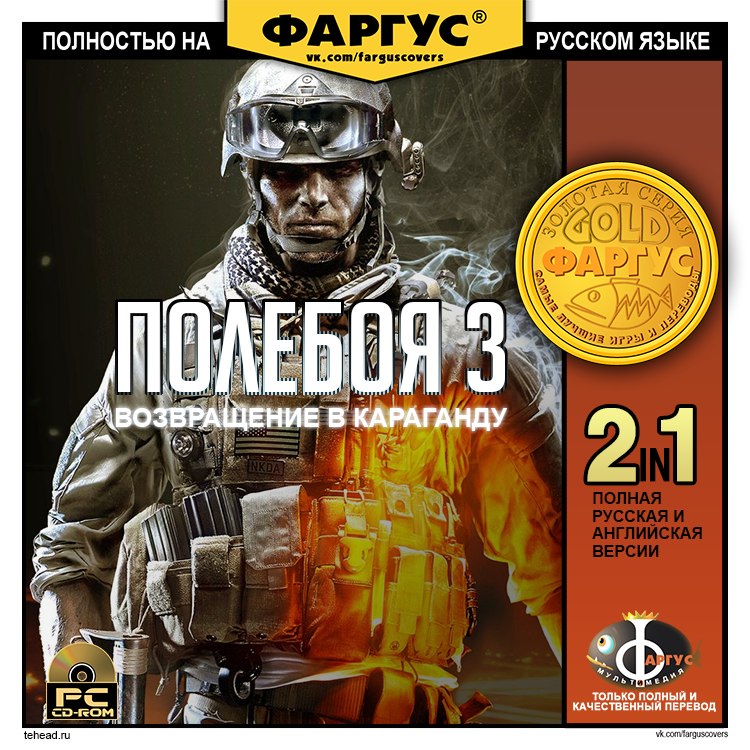 ПОЛНОСТЬЮ НА
ФАРГУС®
vk.com/farguscovers
РУССКОМ ЯЗЫКЕ
ЗОЛОТАЯ СЕРИЯ
GOLD
ФАРГУС
САМЫЕ ЛУЧШИЕ ИГРЫ И ПЕРЕВОДЫ
ПОЛЕБОЯ 3
ВОЗВРАЩЕНИЕ В КАРАГАНДУ
NKDA
2IN1
ПОЛНАЯ
РУССКАЯ И
АНГЛИЙСКАЯ
ВЕРСИИ
ФАРГУС
МУЛЬТИМЕДИЯ
ТОЛЬКО ПОЛНЫЙ И
КАЧЕСТВЕННЫЙ ПЕРЕВОД
PC
CD-ROM
tehead.ru
vk.com/farguscovers